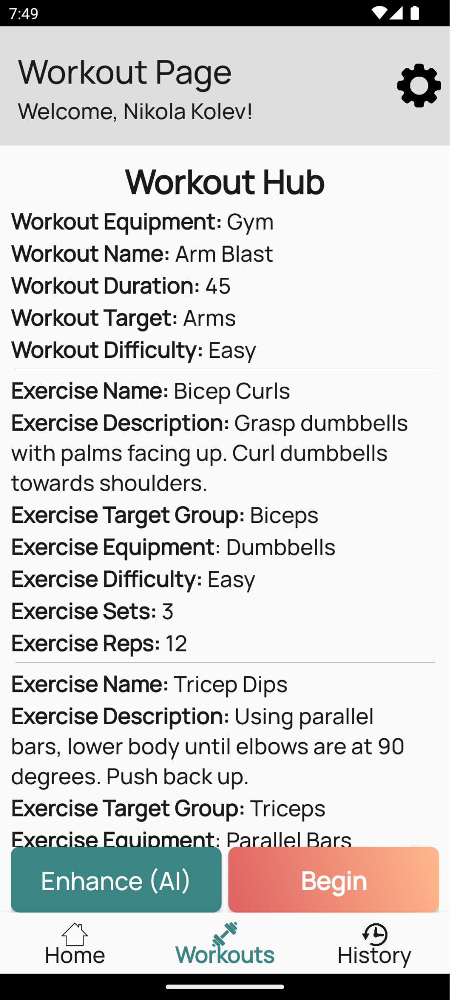 7:49
Workout Page
Welcome, Nikola Kolev!
Workout Hub
Workout Equipment: Gym
Workout Name: Arm Blast
Workout Duration: 45
Workout Target: Arms
Workout Difficulty: Easy
Exercise Name: Bicep Curls
Exercise Description: Grasp dumbbells
with palms facing up. Curl dumbbells
towards shoulders.
Exercise Target Group: Biceps
Exercise Equipment: Dumbbells
Exercise Difficulty: Easy
Exercise Sets: 3
Exercise Reps: 12
Exercise Name: Tricep Dips
Exercise Description: Using parallel
bars, lower body until elbows are at 90
degrees. Push back up.
Exercise Target Group: Triceps
Exercise Equipment: Parallel Bars
Enhance (AI)
Begin
Home
Workouts
History